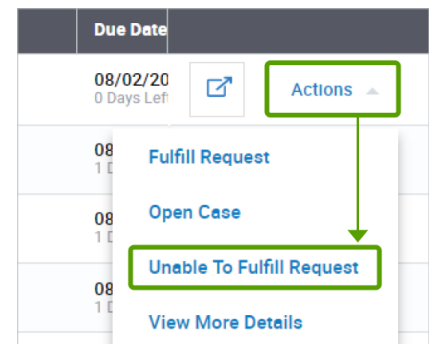 Due Date
08/02/20
0 Days Left
Actions
08
1 D
Fulfill Request
08
1 D
Open Case
Unable To Fulfill Request
08
1 D
View More Details